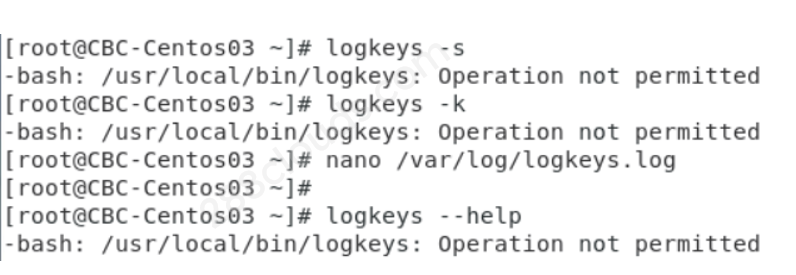 [root@CBC-Centos03 ~]# logkeys -s
-bash: /usr/local/bin/logkeys: Operation not permitted
[root@CBC-Centos03 ~]# logkeys -k
-bash: /usr/local/bin/logkeys: Operation not permitted
[root@CBC-Centos03 ~]# nano /var/log/logkeys.log
[root@CBC-Centos03 ~]#
[root@CBC-Centos03 ~]# logkeys --help
-bash: /usr/local/bin/logkeys: Operation not permitted